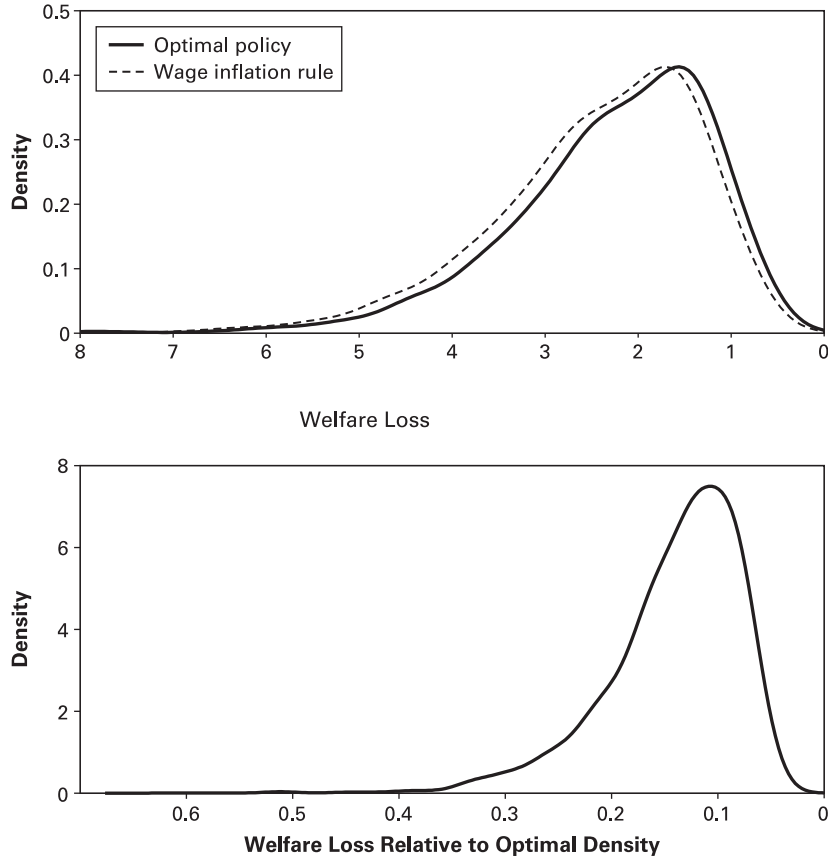 0.5
Optimal policy
Wage inflation rule
0.4
0.3
Density
0.2
0.1
0
8 7 6 5 4 3 2 1 0
Welfare Loss
8
6
Density
4
2
0
0.6 0.5 0.4 0.3 0.2 0.1 0
Welfare Loss Relative to Optimal Density